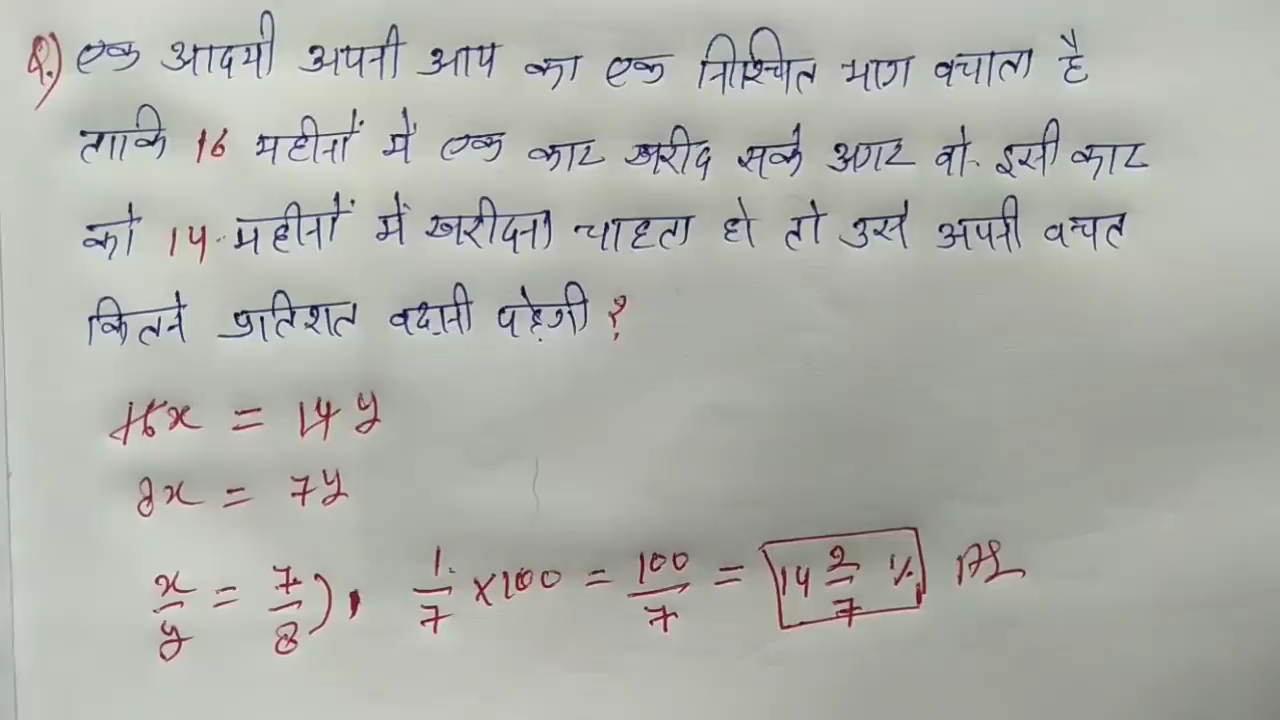 Q.) एक आदमी अपनी आय का एक निश्चित भाग बचाता है
ताकि 16 महीनों में एक कार खरीद सके अगर वो इसी कार
को 14 महीनों में खरीदना चाहता हो तो उसे अपनी बचत
कितने प्रतिशत बढ़ानी पड़ेगी ?
16x = 14y
8x = 7y
x/y = 7/8 ) 1, 1/7 × 100 = 100/7 = 14 2/7 % Ans